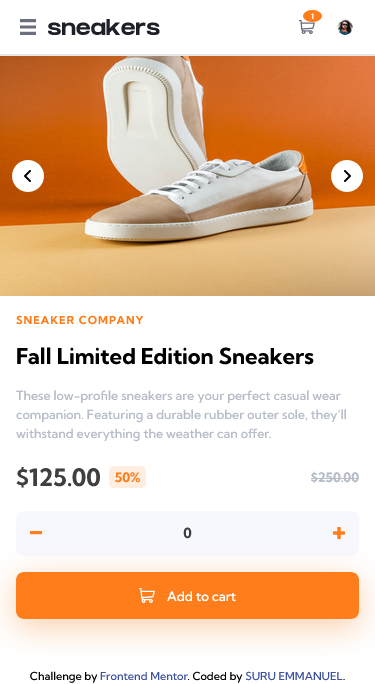 sneakers
1
SNEAKER COMPANY
Fall Limited Edition Sneakers
These low-profile sneakers are your perfect casual wear
companion. Featuring a durable rubber outer sole, they'll
withstand everything the weather can offer.
$125.00 50% $250.00
0
Add to cart
Challenge by Frontend Mentor. Coded by SURU EMMANUEL.